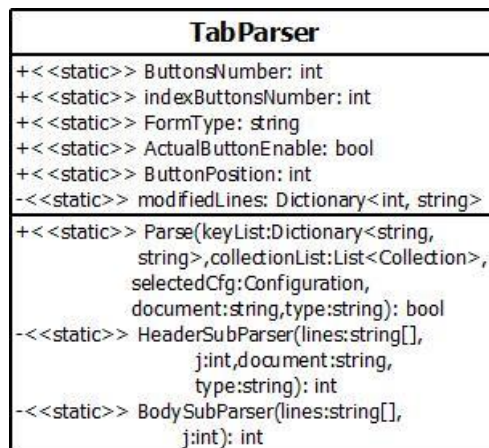 TabParser
+<<static>> ButtonsNumber: int
+<<static>> indexButtonsNumber: int
+<<static>> FormType: string
+<<static>> ActualButtonEnable: bool
+<<static>> ButtonPosition: int
-<<static>> modifiedLines: Dictionary<int, string>
+<<static>> Parse(keyList:Dictionary<string,
string>,collectionList:List<Collection>,
selectedCfg:Configuration,
document:string,type:string): bool
-<<static>> HeaderSubParser(lines:string[],
j:int,document:string,
type:string): int
-<<static>> BodySubParser(lines:string[],
j:int): int